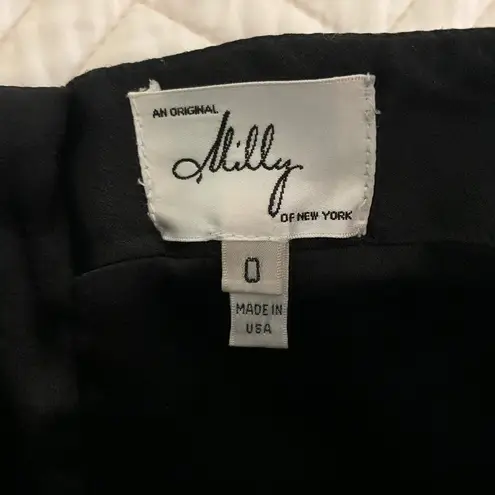 AN ORIGINAL
Milly
OF NEW YORK
0
MADE IN
USA